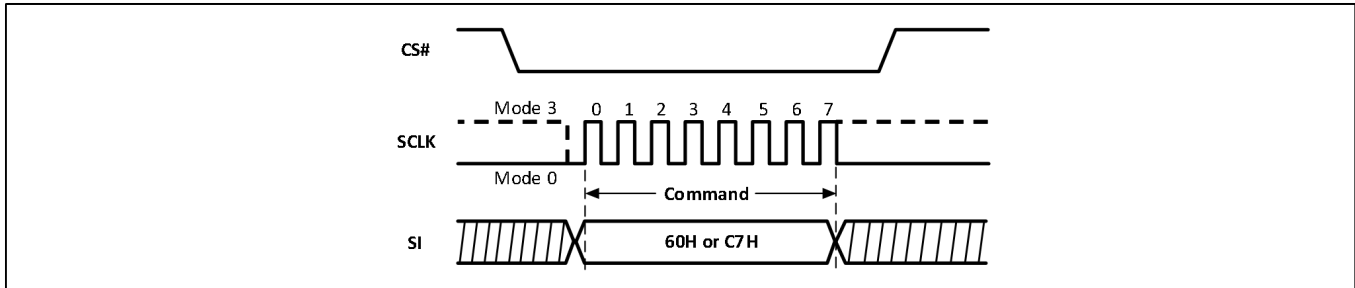 CS#
Mode 3
0 1 2 3 4 5 6 7
SCLK
Mode 0
Command
SI
60H or C7H